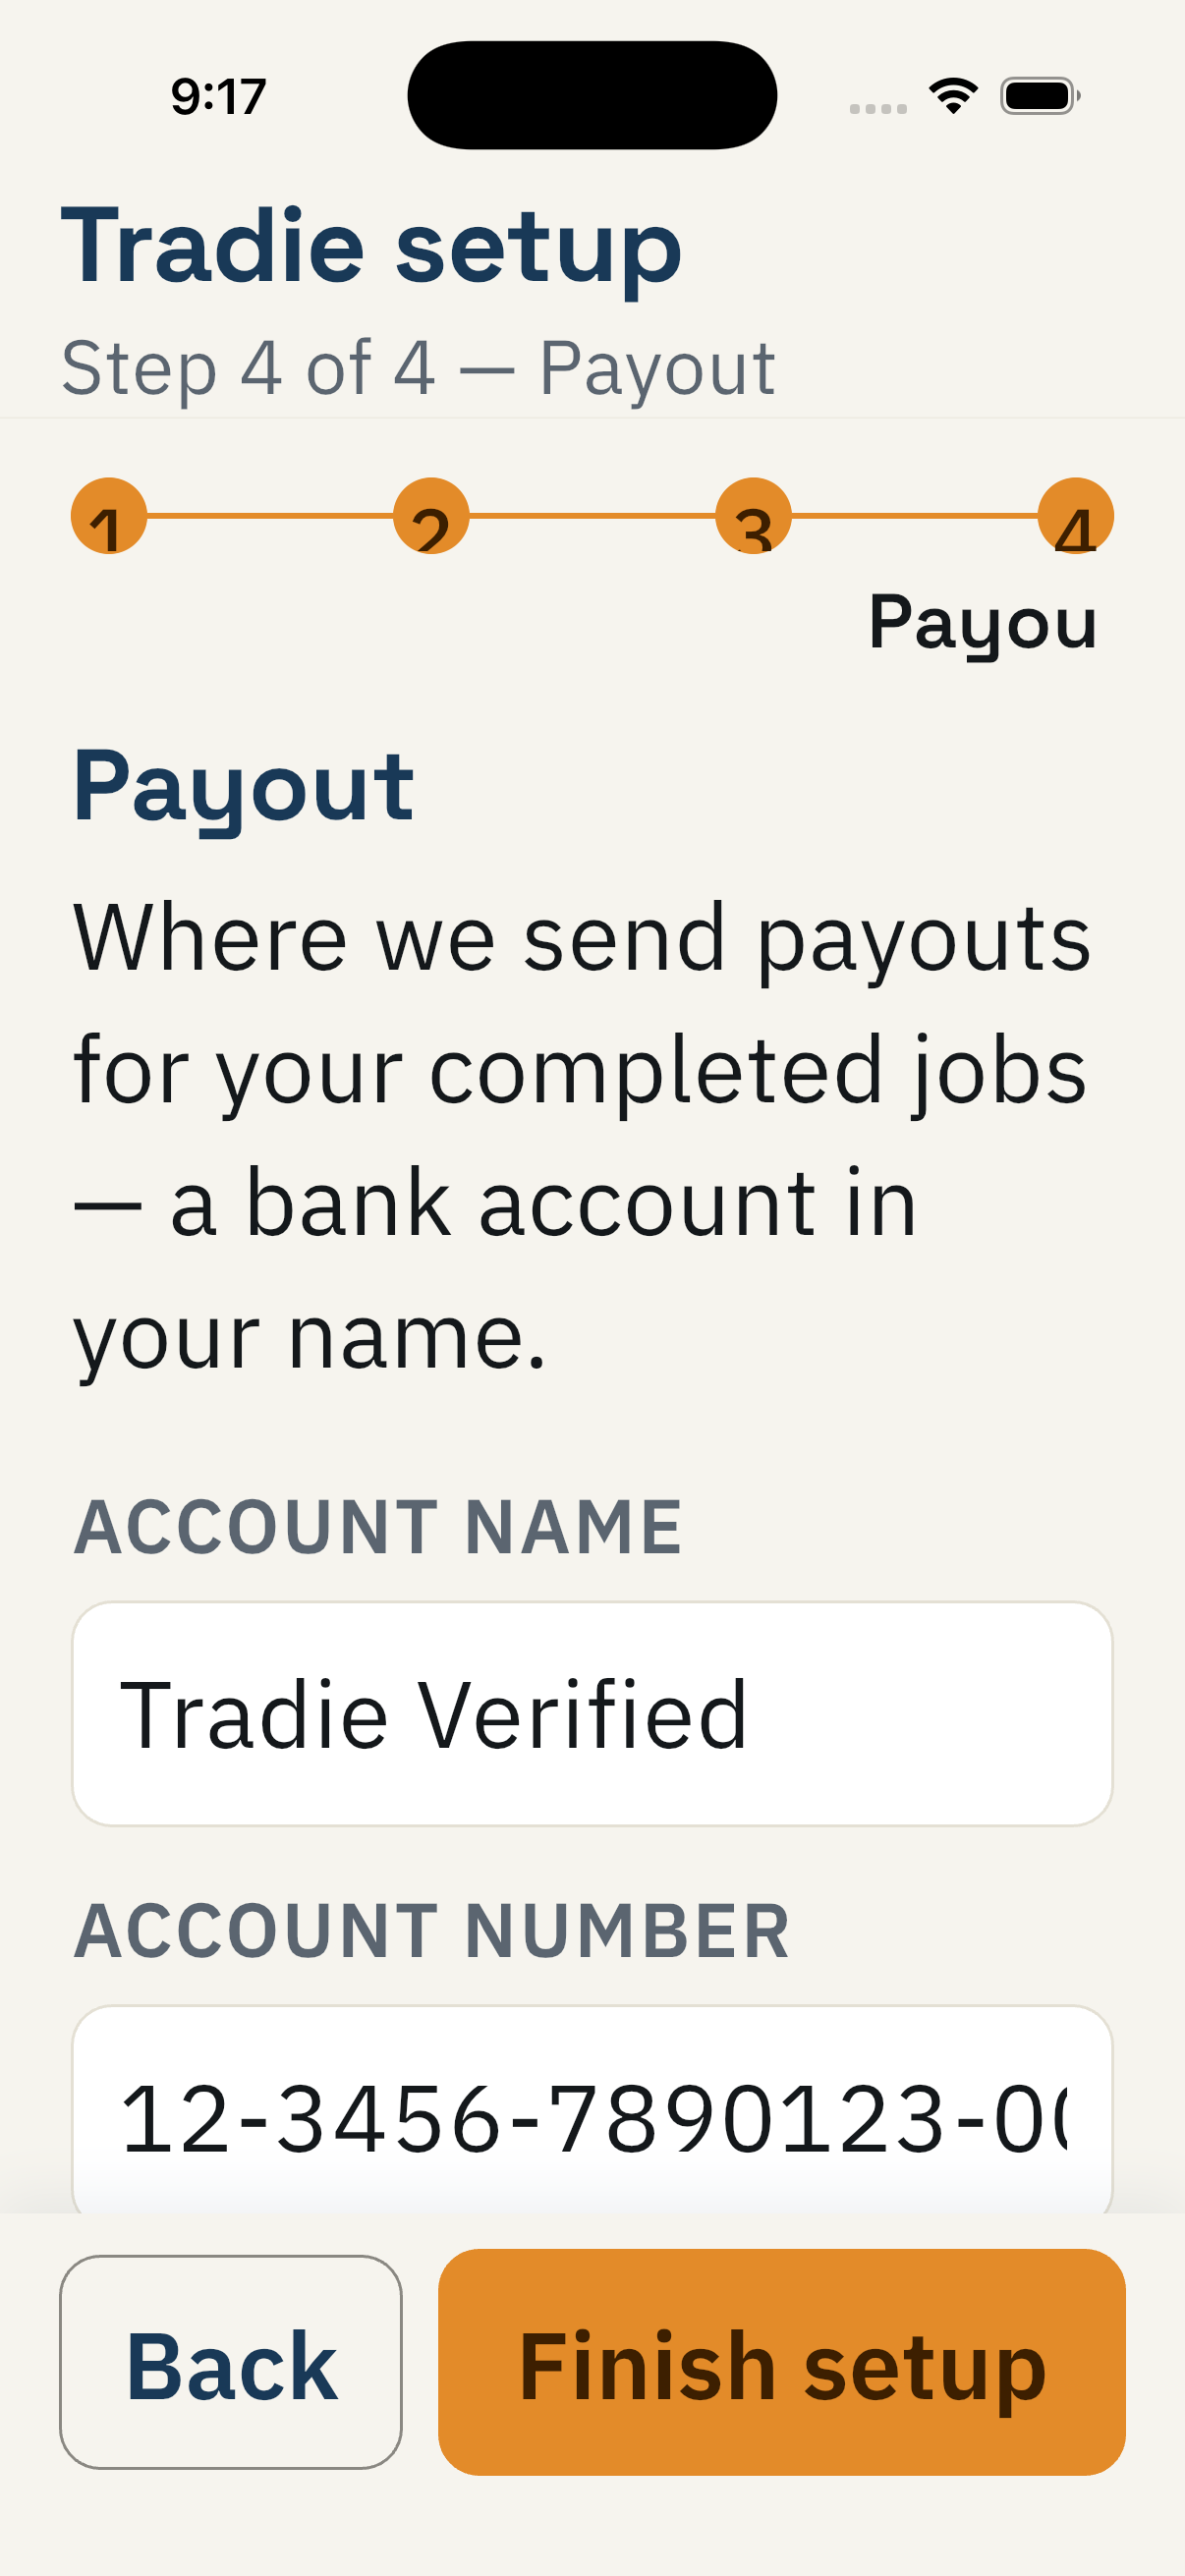 9:17
Tradie setup
Step 4 of 4 — Payout
1 2 3 4
Payou
Payout
Where we send payouts
for your completed jobs
— a bank account in
your name.
ACCOUNT NAME
Tradie Verified
ACCOUNT NUMBER
12-3456-7890123-00
Back
Finish setup